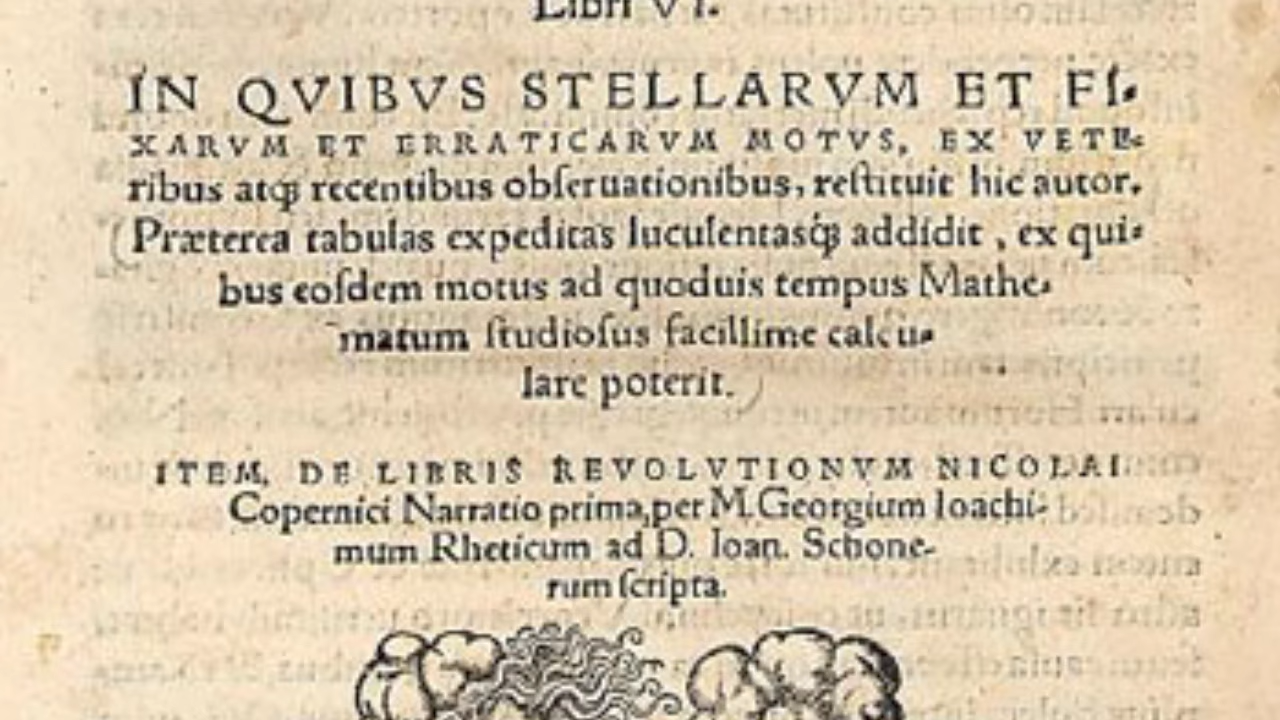 Libri VI.
IN QVIBVS STELLARVM ET FI-
XARVM ET ERRATICARVM MOTVS, EX VETE-
ribus atq; recentibus obſeruationibus, reſtituit hic autor.
(Præterea tabulas expeditas luculentasq́; addidit, ex qui-
bus eoſdem motus ad quoduis tempus Mathe-
matum ſtudioſus facillime calcu-
lare poterit.)
ITEM, DE LIBRIS REVOLVTIONVM NICOLAI
Copernici Narratio prima, per M. Georgium Ioachi-
mum Rheticum ad D. Ioan. Schone-
rum ſcripta.